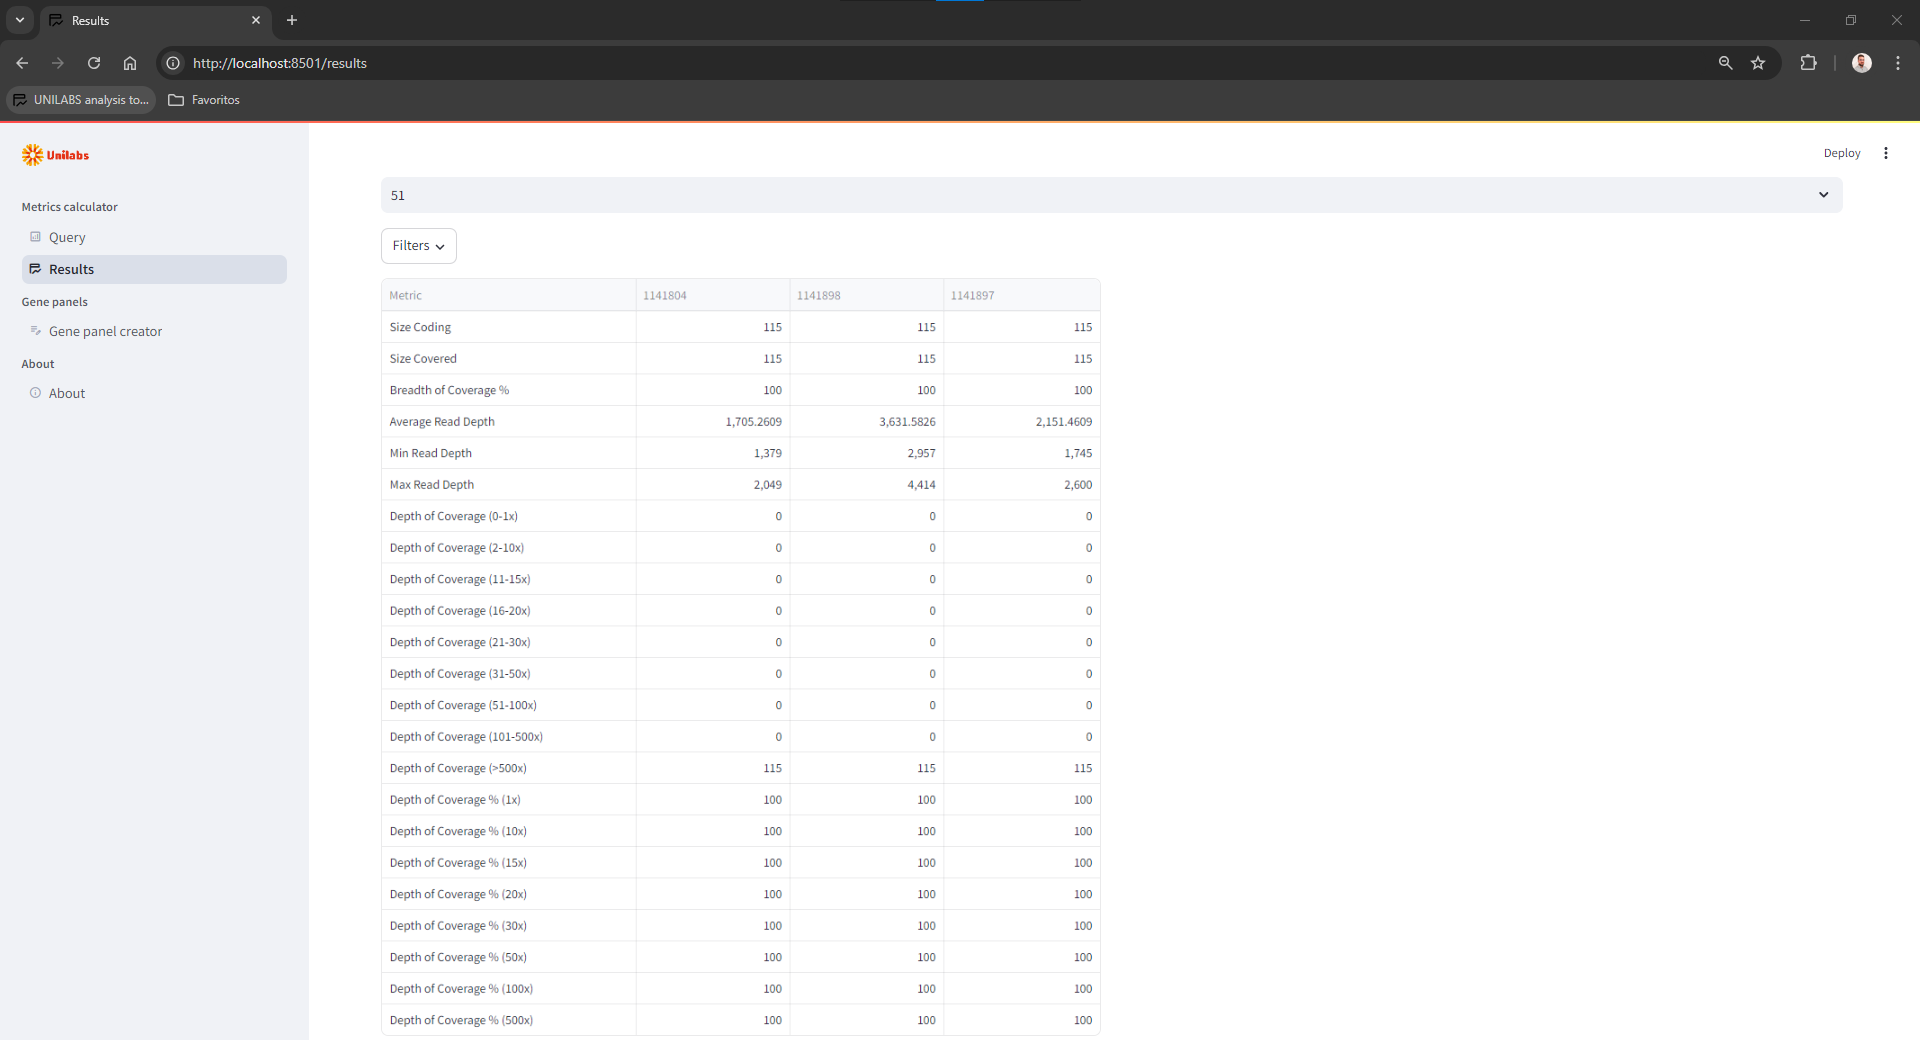 Results
http://localhost:8501/results
UNILABS analysis to...
Favoritos
Unilabs
Deploy
Metrics calculator
Query
Results
Gene panels
Gene panel creator
About
About
51
Filters
Metric 1141804 1141898 1141897
Size Coding 115 115 115
Size Covered 115 115 115
Breadth of Coverage % 100 100 100
Average Read Depth 1,705.2609 3,631.5826 2,151.4609
Min Read Depth 1,379 2,957 1,745
Max Read Depth 2,049 4,414 2,600
Depth of Coverage (0-1x) 0 0 0
Depth of Coverage (2-10x) 0 0 0
Depth of Coverage (11-15x) 0 0 0
Depth of Coverage (16-20x) 0 0 0
Depth of Coverage (21-30x) 0 0 0
Depth of Coverage (31-50x) 0 0 0
Depth of Coverage (51-100x) 0 0 0
Depth of Coverage (101-500x) 0 0 0
Depth of Coverage (>500x) 115 115 115
Depth of Coverage % (1x) 100 100 100
Depth of Coverage % (10x) 100 100 100
Depth of Coverage % (15x) 100 100 100
Depth of Coverage % (20x) 100 100 100
Depth of Coverage % (30x) 100 100 100
Depth of Coverage % (50x) 100 100 100
Depth of Coverage % (100x) 100 100 100
Depth of Coverage % (500x) 100 100 100